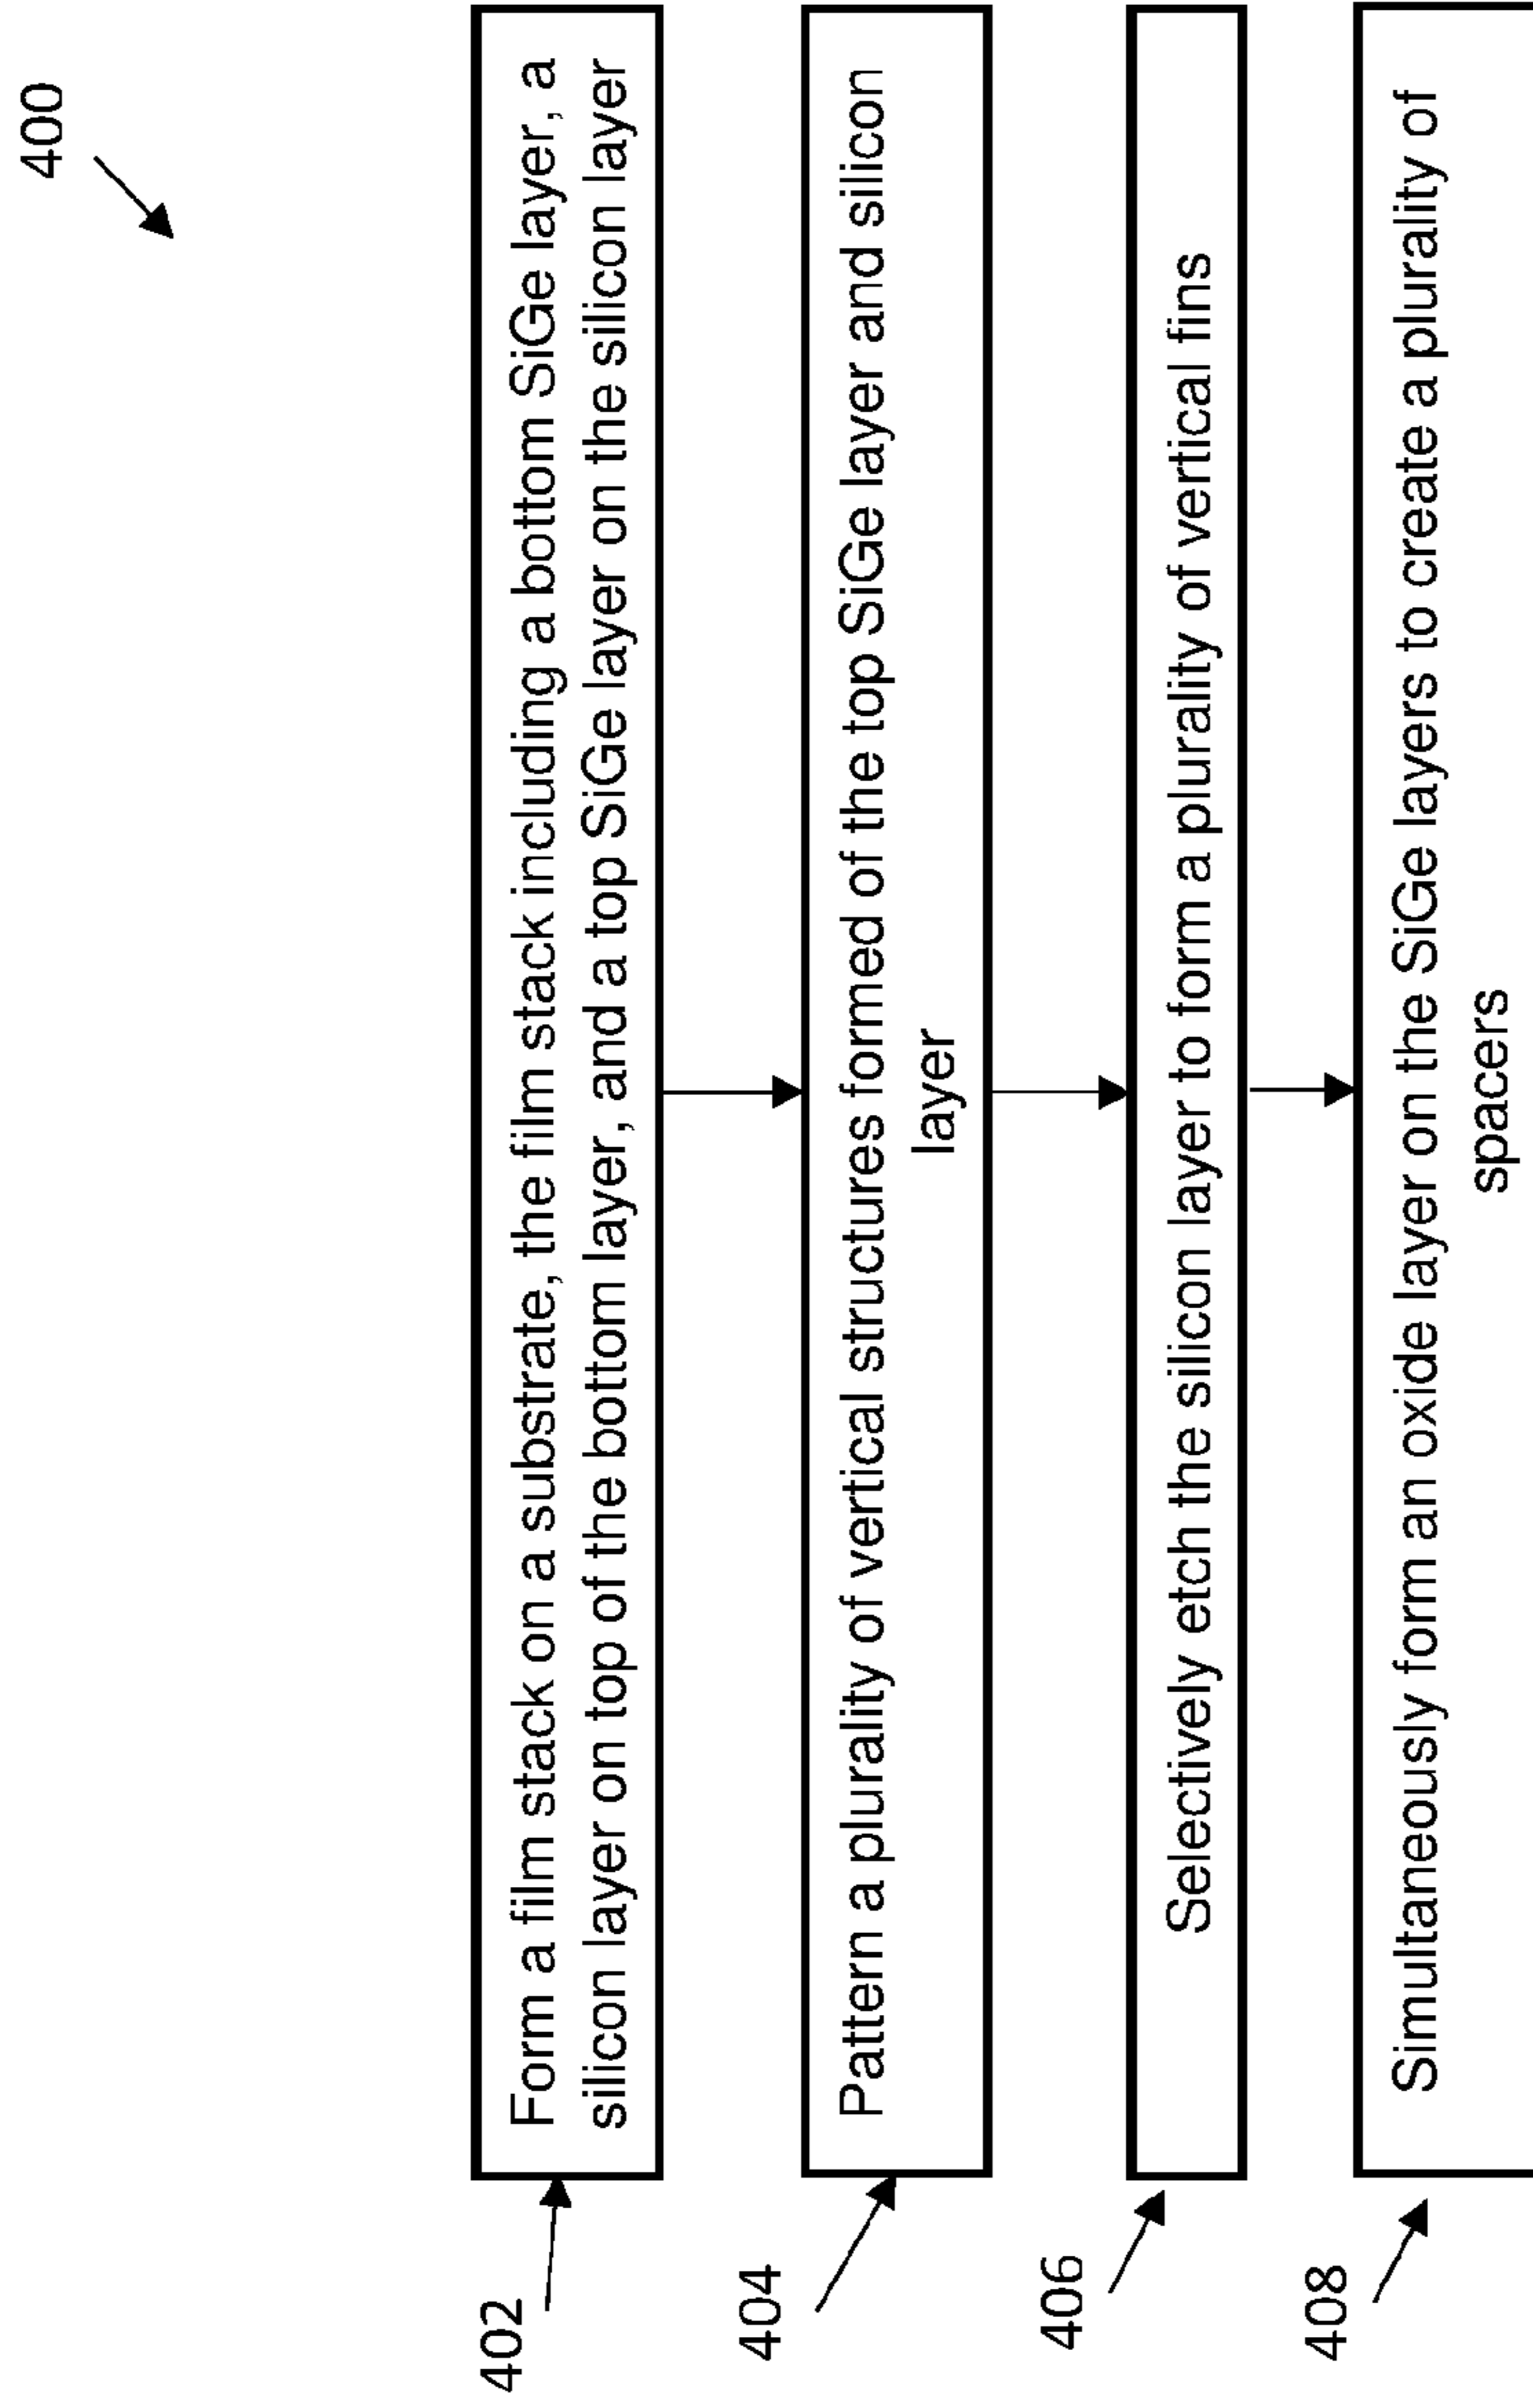 400
402
Form a film stack on a substrate, the film stack including a bottom SiGe layer, a
silicon layer on top of the bottom layer, and a top SiGe layer on the silicon layer
404
Pattern a plurality of vertical structures formed of the top SiGe layer and silicon
layer
406
Selectively etch the silicon layer to form a plurality of vertical fins
408
Simultaneously form an oxide layer on the SiGe layers to create a plurality of
spacers